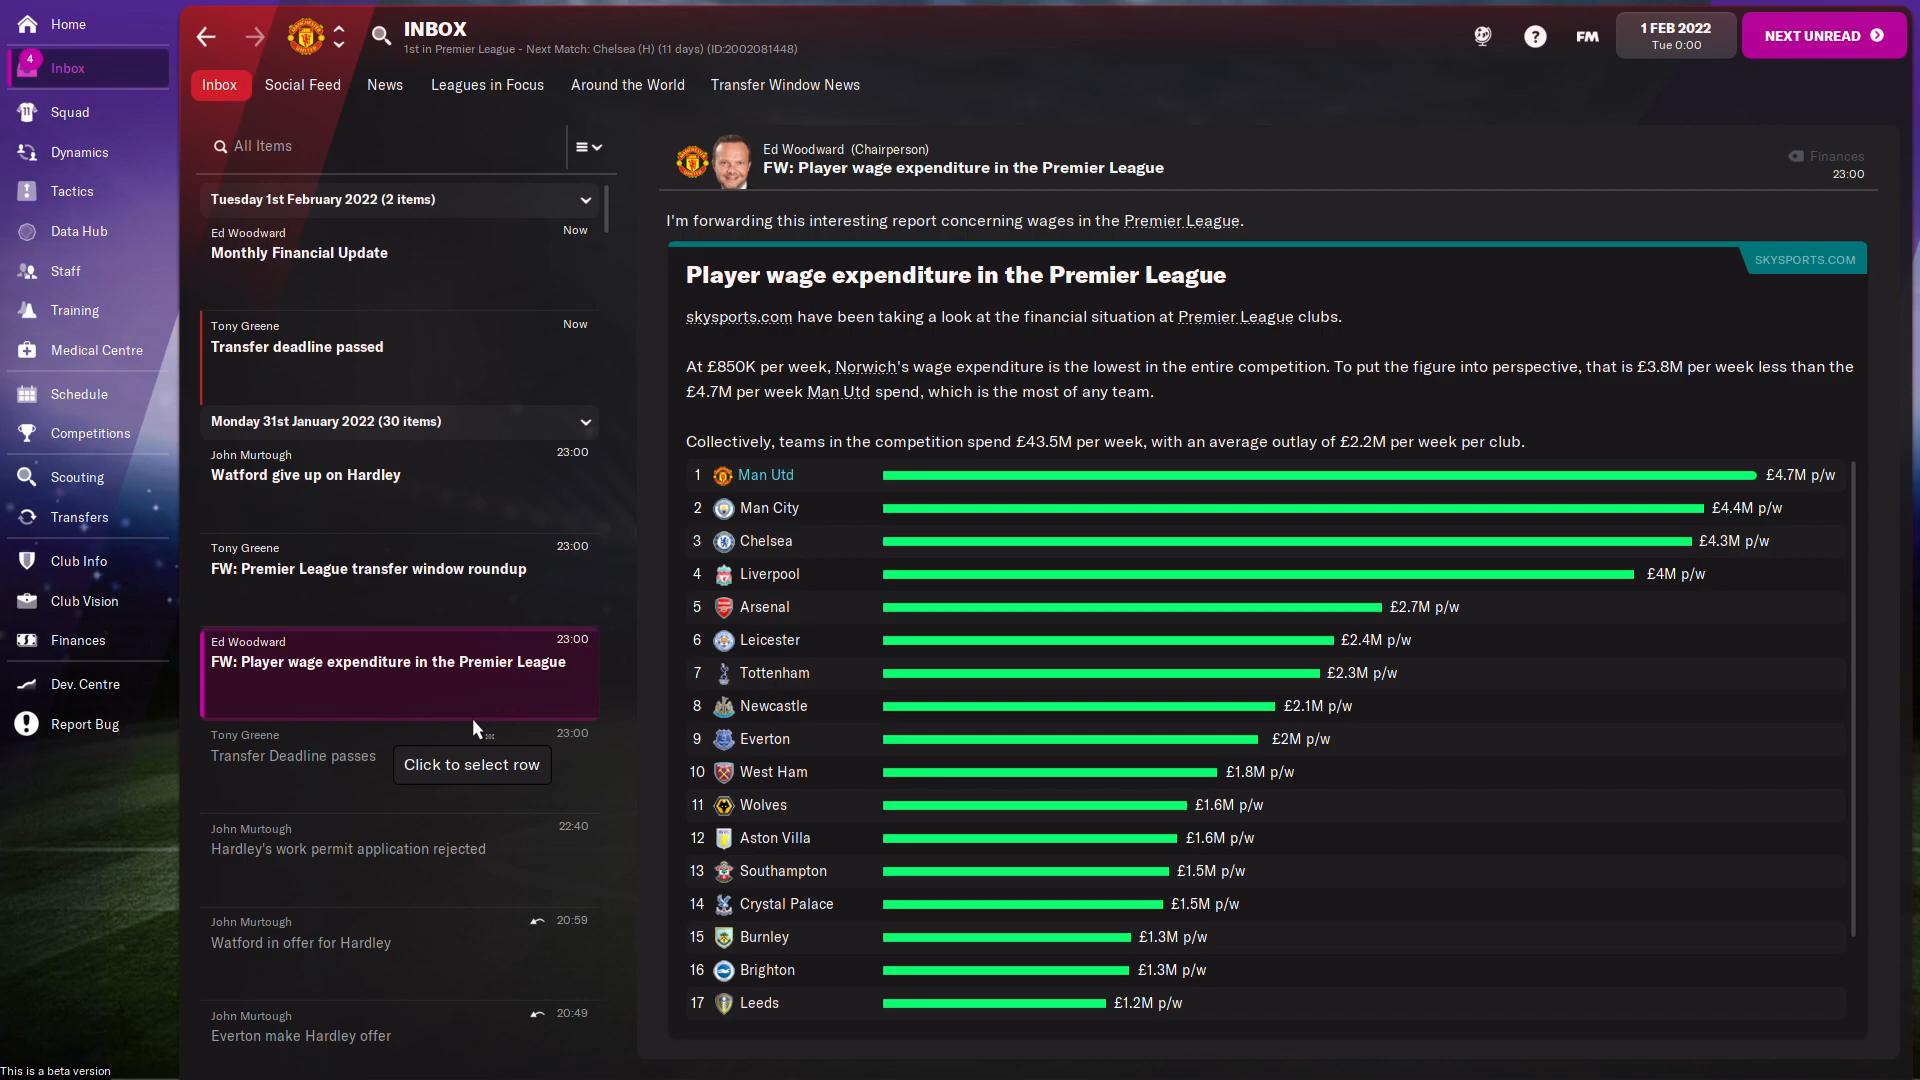 Home
4
Inbox
Squad
Dynamics
Tactics
Data Hub
Staff
Training
Medical Centre
Schedule
Competitions
Scouting
Transfers
Club Info
Club Vision
Finances
Dev. Centre
Report Bug
This is a beta version
INBOX
1st in Premier League - Next Match: Chelsea (H) (11 days) (ID:2002081448)
FM
1 FEB 2022
Tue 0:00
NEXT UNREAD
Inbox Social Feed News Leagues in Focus Around the World Transfer Window News
All Items
Tuesday 1st February 2022 (2 items)
Ed Woodward Now
Monthly Financial Update
Tony Greene Now
Transfer deadline passed
Monday 31st January 2022 (30 items)
John Murtough 23:00
Watford give up on Hardley
Tony Greene 23:00
FW: Premier League transfer window roundup
Ed Woodward 23:00
FW: Player wage expenditure in the Premier League
Tony Greene 23:00
Transfer Deadline passes
Click to select row
John Murtough 22:40
Hardley's work permit application rejected
John Murtough 20:59
Watford in offer for Hardley
John Murtough 20:49
Everton make Hardley offer
Ed Woodward (Chairperson)
FW: Player wage expenditure in the Premier League
Finances
23:00
I'm forwarding this interesting report concerning wages in the Premier League.
SKYSPORTS.COM
Player wage expenditure in the Premier League
skysports.com have been taking a look at the financial situation at Premier League clubs.
At £850K per week, Norwich's wage expenditure is the lowest in the entire competition. To put the figure into perspective, that is £3.8M per week less than the
£4.7M per week Man Utd spend, which is the most of any team.
Collectively, teams in the competition spend £43.5M per week, with an average outlay of £2.2M per week per club.
1 Man Utd £4.7M p/w
2 Man City £4.4M p/w
3 Chelsea £4.3M p/w
4 Liverpool £4M p/w
5 Arsenal £2.7M p/w
6 Leicester £2.4M p/w
7 Tottenham £2.3M p/w
8 Newcastle £2.1M p/w
9 Everton £2M p/w
10 West Ham £1.8M p/w
11 Wolves £1.6M p/w
12 Aston Villa £1.6M p/w
13 Southampton £1.5M p/w
14 Crystal Palace £1.5M p/w
15 Burnley £1.3M p/w
16 Brighton £1.3M p/w
17 Leeds £1.2M p/w